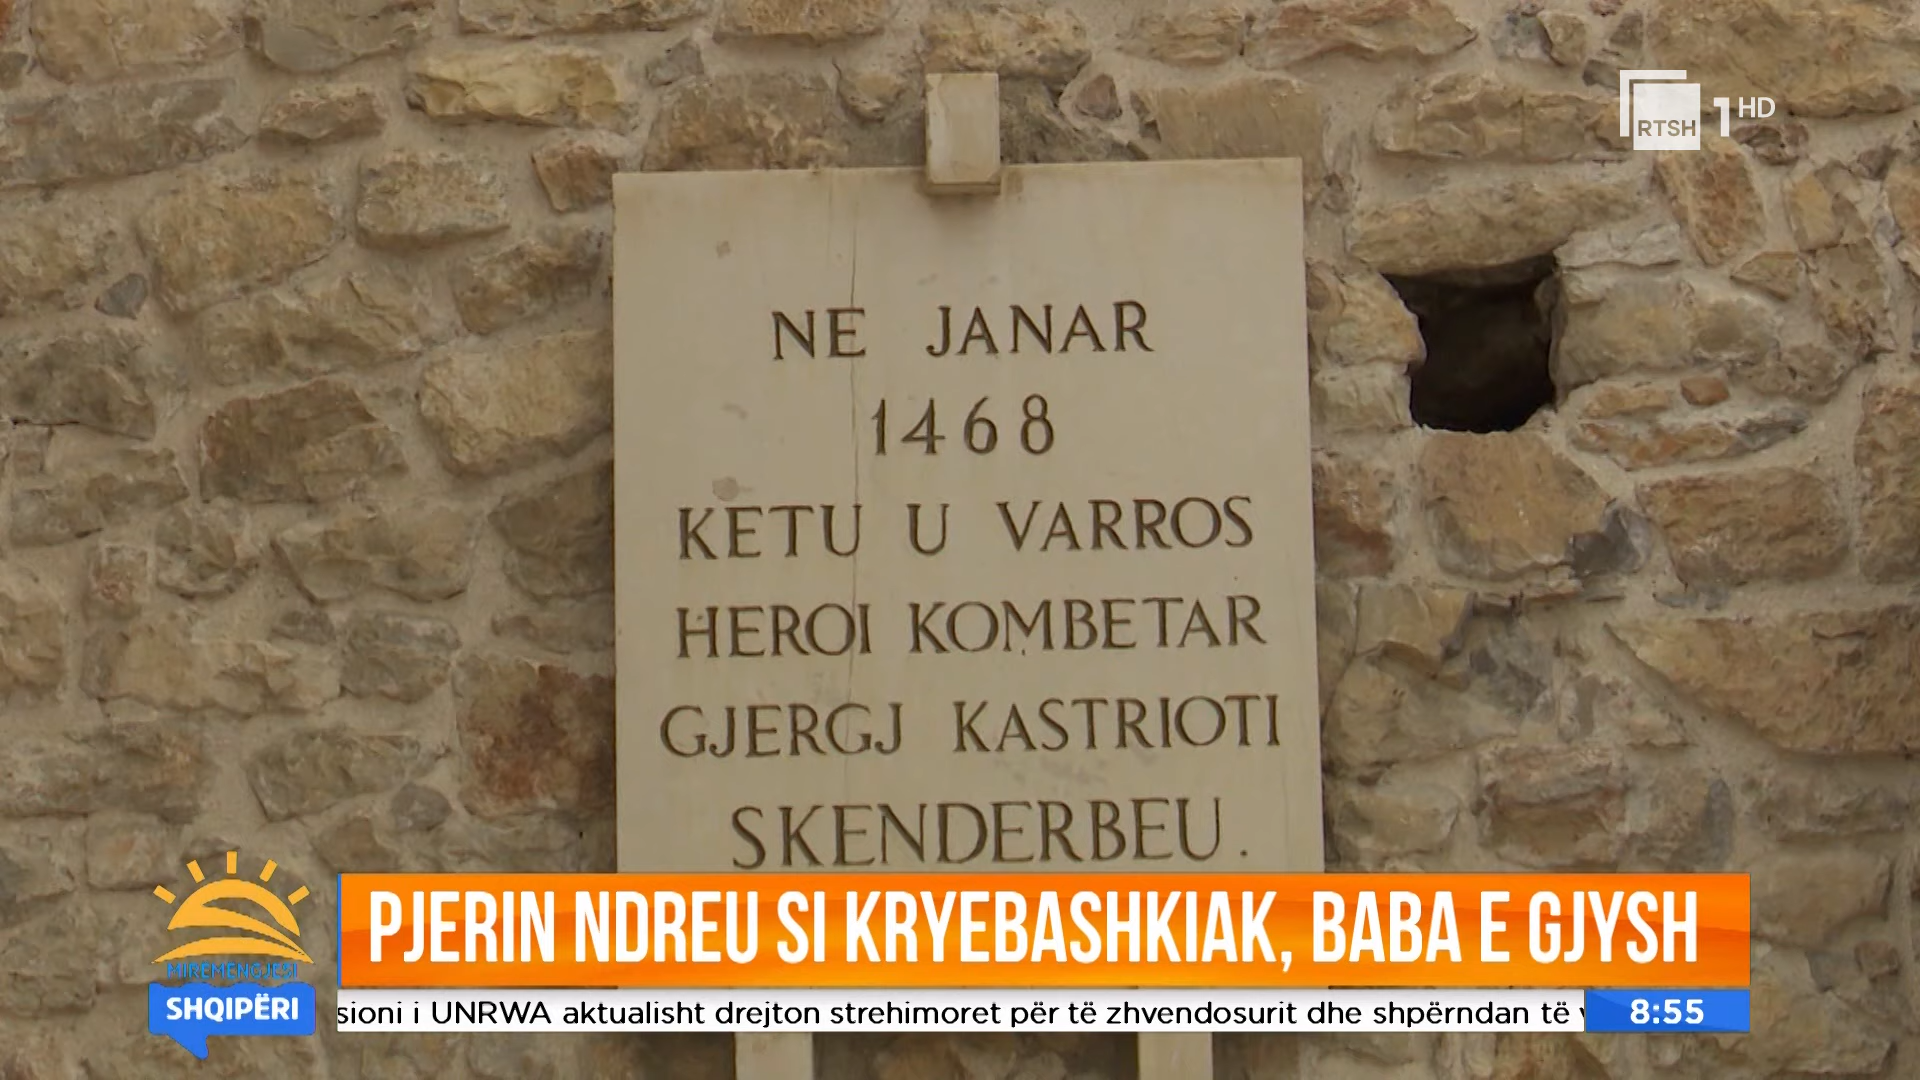 RTSH 1 HD
NE JANAR
1468
KETU U VARROS
HEROI KOMBETAR
GJERGJ KASTRIOTI
SKENDERBEU.
PJERIN NDREU SI KRYEBASHKIAK, BABA E GJYSH
MIREMENGJESI
SHQIPËRI
sioni i UNRWA aktualisht drejton strehimoret për të zhvendosurit dhe shpërndan të
8:55